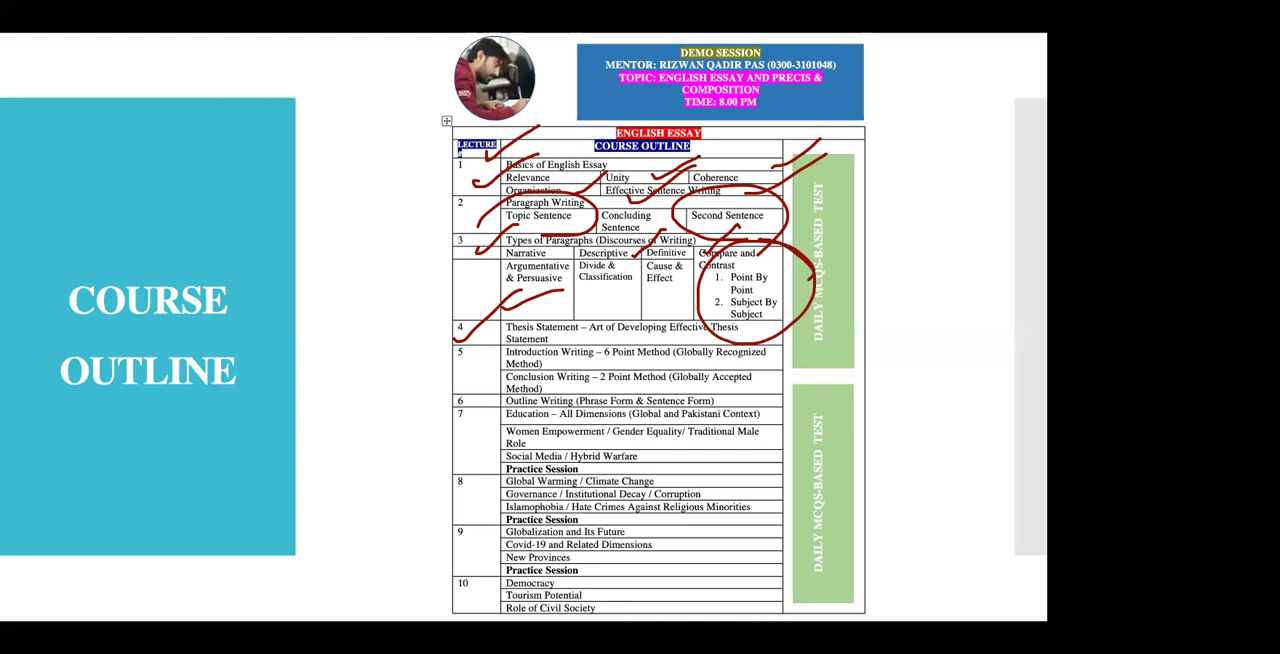 COURSE
OUTLINE
DEMO SESSION
MENTOR: RIZWAN QADIR PAS (0300-3101048)
TOPIC: ENGLISH ESSAY AND PRECIS &
COMPOSITION
TIME: 8.00 PM
ENGLISH ESSAY
LECTURE
#
COURSE OUTLINE
1 Basics of English Essay
Relevance Unity Coherence
Organization Effective Sentence Writing
2 Paragraph Writing
Topic Sentence Concluding Second Sentence
Sentence
3 Types of Paragraphs (Discourses of Writing)
Narrative Descriptive Definitive Compare and
Contrast
Argumentative Divide & Cause &
& Persuasive Classification Effect
1. Point By
Point
2. Subject By
Subject
4 Thesis Statement – Art of Developing Effective Thesis
Statement
5 Introduction Writing – 6 Point Method (Globally Recognized
Method)
Conclusion Writing – 2 Point Method (Globally Accepted
Method)
6 Outline Writing (Phrase Form & Sentence Form)
7 Education – All Dimensions (Global and Pakistani Context)
Women Empowerment / Gender Equality/ Traditional Male
Role
Social Media / Hybrid Warfare
Practice Session
8 Global Warming / Climate Change
Governance / Institutional Decay / Corruption
Islamophobia / Hate Crimes Against Religious Minorities
Practice Session
9 Globalization and Its Future
Covid-19 and Related Dimensions
New Provinces
Practice Session
10 Democracy
Tourism Potential
Role of Civil Society
DAILY MCQS-BASED TEST
DAILY MCQS-BASED TEST